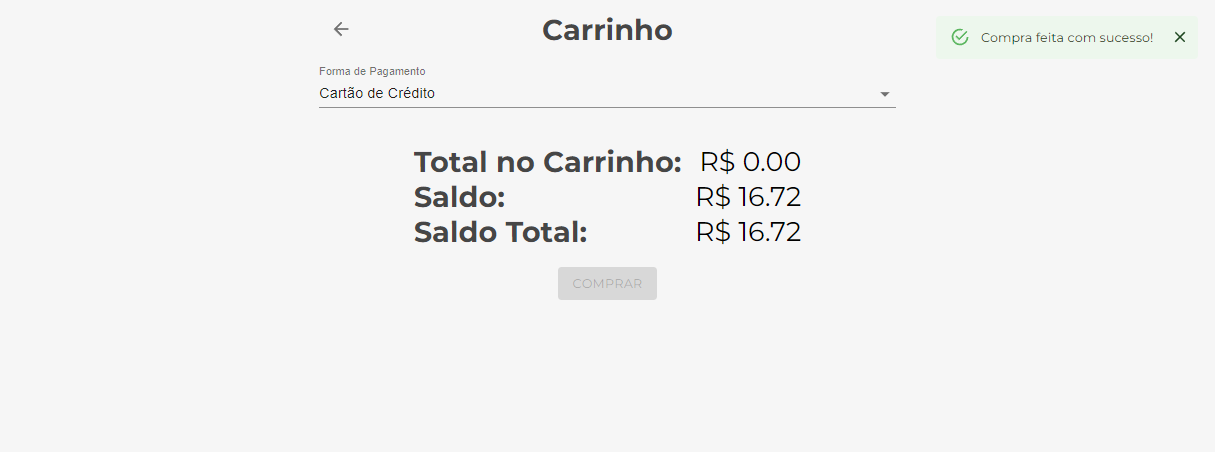 Carrinho
Compra feita com sucesso!
Forma de Pagamento
Cartão de Crédito
Total no Carrinho: R$ 0.00
Saldo: R$ 16.72
Saldo Total: R$ 16.72
COMPRAR